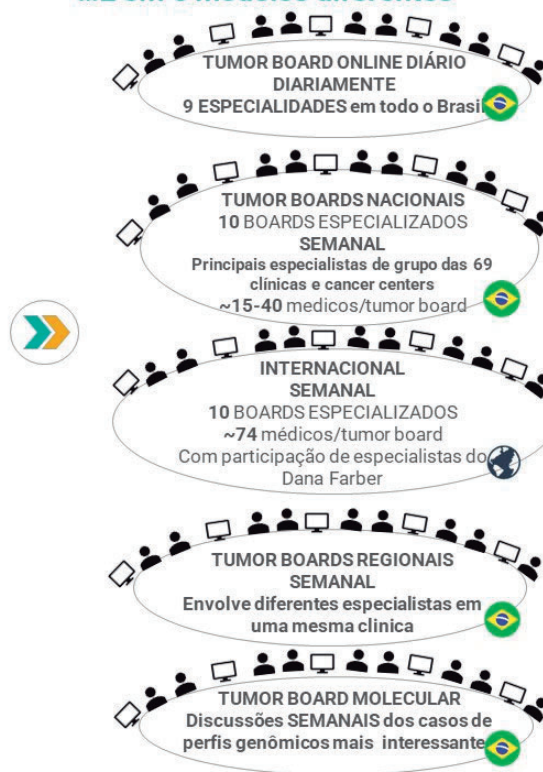 TUMOR BOARD ONLINE DIÁRIO
DIARIAMENTE
9 ESPECIALIDADES em todo o Brasil
TUMOR BOARDS NACIONAIS
10 BOARDS ESPECIALIZADOS
SEMANAL
Principais especialistas de grupo das 69
clínicas e cancer centers
~15-40 medicos/tumor board
INTERNACIONAL
SEMANAL
10 BOARDS ESPECIALIZADOS
~74 médicos/tumor board
Com participação de especialistas do
Dana Farber
TUMOR BOARDS REGIONAIS
SEMANAL
Envolve diferentes especialistas em
uma mesma clinica
TUMOR BOARD MOLECULAR
Discussões SEMANAIS dos casos de
perfis genômicos mais interessante